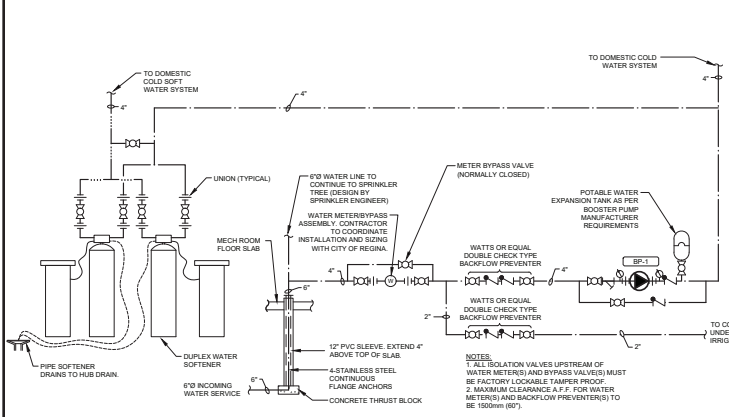 TO DOMESTIC
COLD SOFT
WATER SYSTEM
4"
4"
TO DOMESTIC COLD
WATER SYSTEM
4"
UNION (TYPICAL)
6"Ø WATER LINE TO
CONTINUE TO SPRINKLER
TREE (DESIGN BY
SPRINKLER ENGINEER)
METER BYPASS VALVE
(NORMALLY CLOSED)
WATER METER/BYPASS
ASSEMBLY. CONTRACTOR
TO COORDINATE
INSTALLATION AND SIZING
WITH CITY OF REGINA.
POTABLE WATER
EXPANSION TANK AS PER
BOOSTER PUMP
MANUFACTURER
REQUIREMENTS
MECH ROOM
FLOOR SLAB
WATTS OR EQUAL
DOUBLE CHECK TYPE
BACKFLOW PREVENTER
BP-1
4"
W
4"
6"
WATTS OR EQUAL
DOUBLE CHECK TYPE
BACKFLOW PREVENTER
2"
2"
TO CO
UNDE
IRRIG
12" PVC SLEEVE. EXTEND 4"
ABOVE TOP OF SLAB.
DUPLEX WATER
SOFTENER
PIPE SOFTENER
DRAINS TO HUB DRAIN.
4-STAINLESS STEEL
CONTINUOUS
FLANGE ANCHORS
6"Ø INCOMING
WATER SERVICE
6"
CONCRETE THRUST BLOCK
NOTES:
1. ALL ISOLATION VALVES UPSTREAM OF
WATER METER(S) AND BYPASS VALVE(S) MUST
BE FACTORY LOCKABLE TAMPER PROOF.
2. MAXIMUM CLEARANCE A.F.F. FOR WATER
METER(S) AND BACKFLOW PREVENTER(S) TO
BE 1500mm (60").